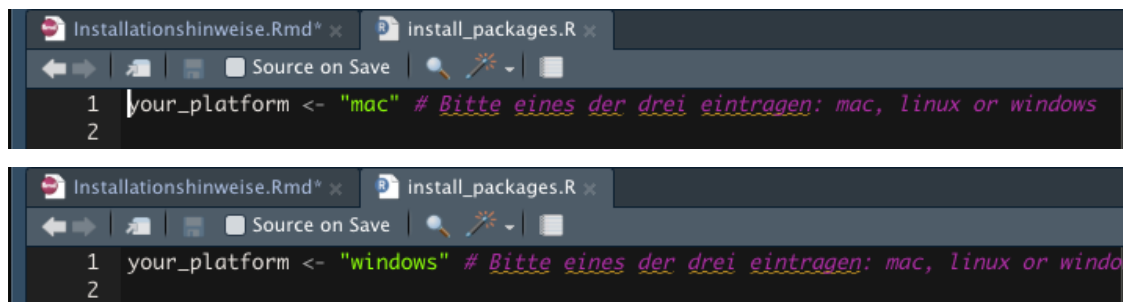 Installationshinweise.Rmd* × install_packages.R ×
Source on Save
1 your_platform <- "mac" # Bitte eines der drei eintragen: mac, linux or windows
2
Installationshinweise.Rmd* × install_packages.R ×
Source on Save
1 your_platform <- "windows" # Bitte eines der drei eintragen: mac, linux or windo
2